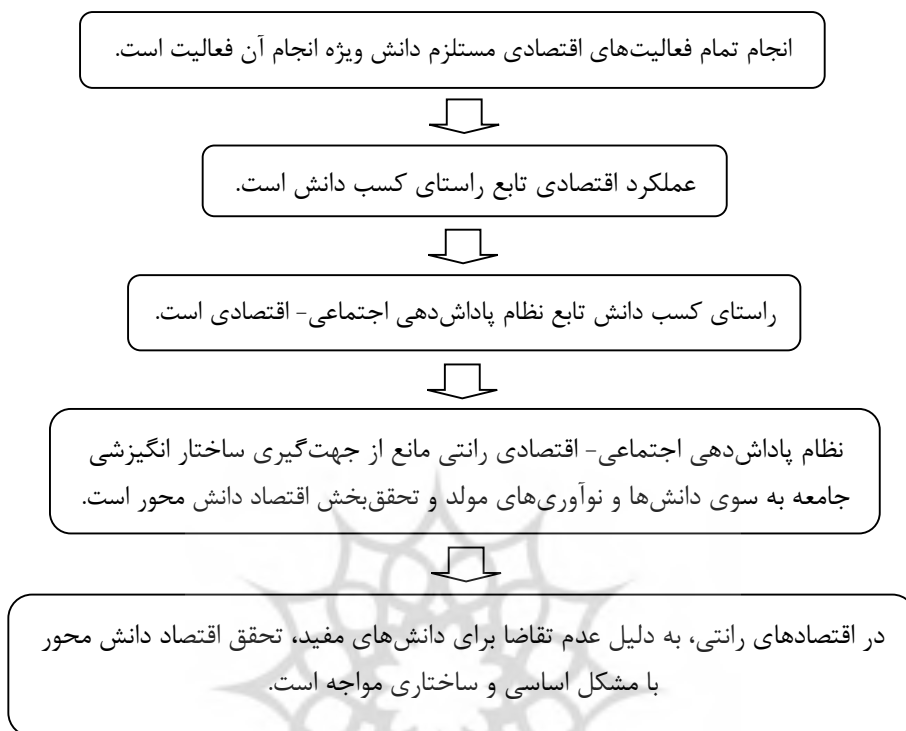 انجام تمام فعالیت‌های اقتصادی مستلزم دانش ویژه انجام آن فعالیت است.
عملکرد اقتصادی تابع راستای کسب دانش است.
راستای کسب دانش تابع نظام پاداش‌دهی اجتماعی- اقتصادی است.
نظام پاداش‌دهی اجتماعی- اقتصادی رانتی مانع از جهت‌گیری ساختار انگیزشی
جامعه به سوی دانش‌ها و نوآوری‌های مولد و تحقق‌بخش اقتصاد دانش محور است.
در اقتصادهای رانتی، به دلیل عدم تقاضا برای دانش‌های مفید، تحقق اقتصاد دانش محور
با مشکل اساسی و ساختاری مواجه است.